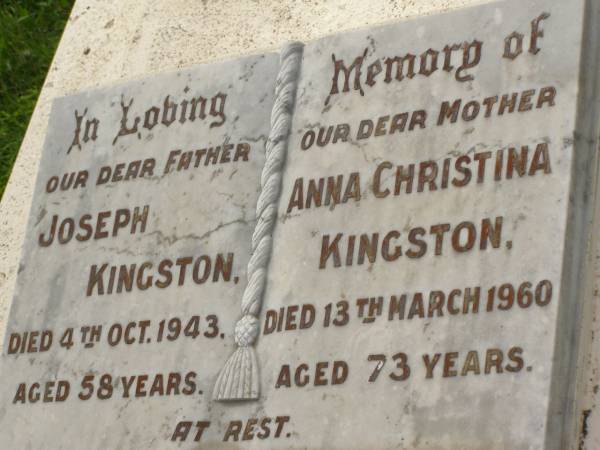 In Loving Memory of
OUR DEAR FATHER
JOSEPH
KINGSTON,
DIED 4TH OCT. 1943.
AGED 58 YEARS.
OUR DEAR MOTHER
ANNA CHRISTINA
KINGSTON,
DIED 13TH MARCH 1960
AGED 73 YEARS.
AT REST.